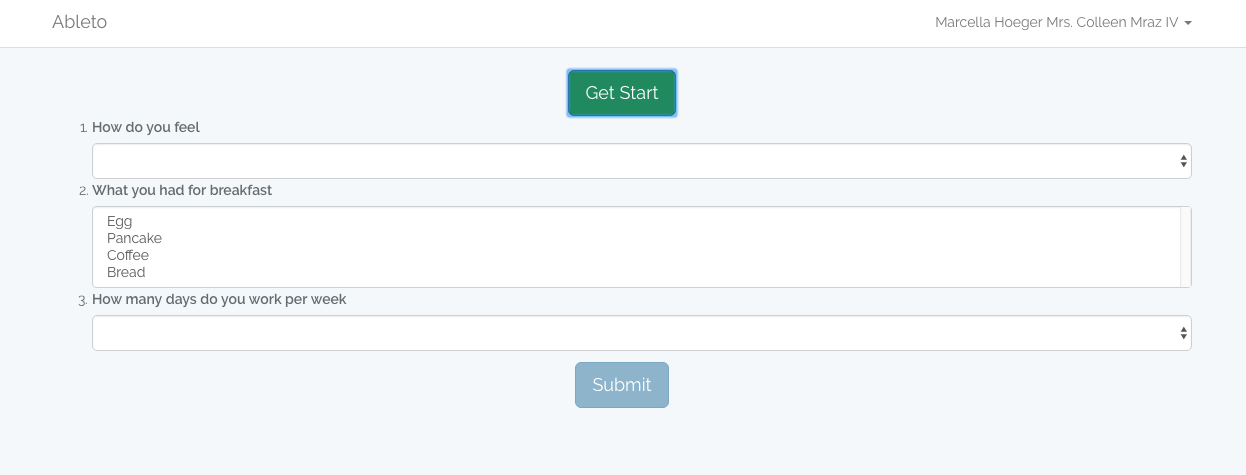 Ableto
Marcella Hoeger Mrs. Colleen Mraz IV
Get Start
1. How do you feel
2. What you had for breakfast
Egg
Pancake
Coffee
Bread
3. How many days do you work per week
Submit